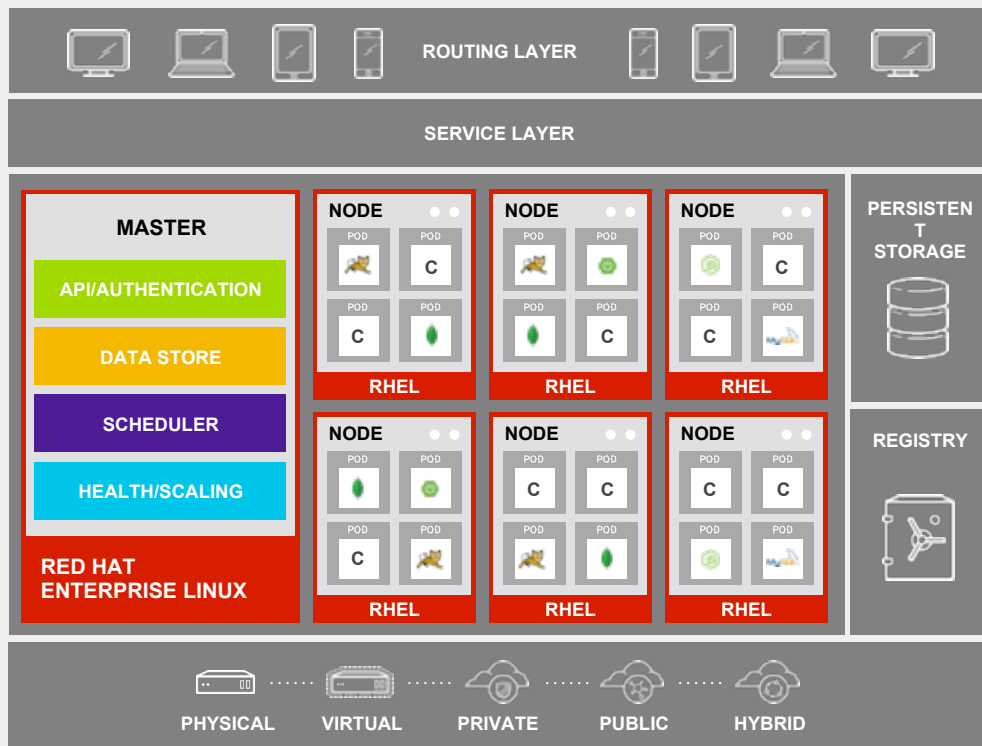 ROUTING LAYER
SERVICE LAYER
MASTER
API/AUTHENTICATION
DATA STORE
SCHEDULER
HEALTH/SCALING
RED HAT
ENTERPRISE LINUX
NODE
POD
POD
C
POD
POD
C
RHEL
NODE
POD
POD
POD
POD
C
RHEL
NODE
POD
POD
C
POD
POD
C
MySQL
RHEL
NODE
POD
POD
POD
POD
C
RHEL
NODE
POD
POD
C
C
POD
POD
RHEL
NODE
POD
POD
C
C
POD
POD
MySQL
RHEL
PERSISTEN
T
STORAGE
REGISTRY
PHYSICAL
VIRTUAL
PRIVATE
PUBLIC
HYBRID